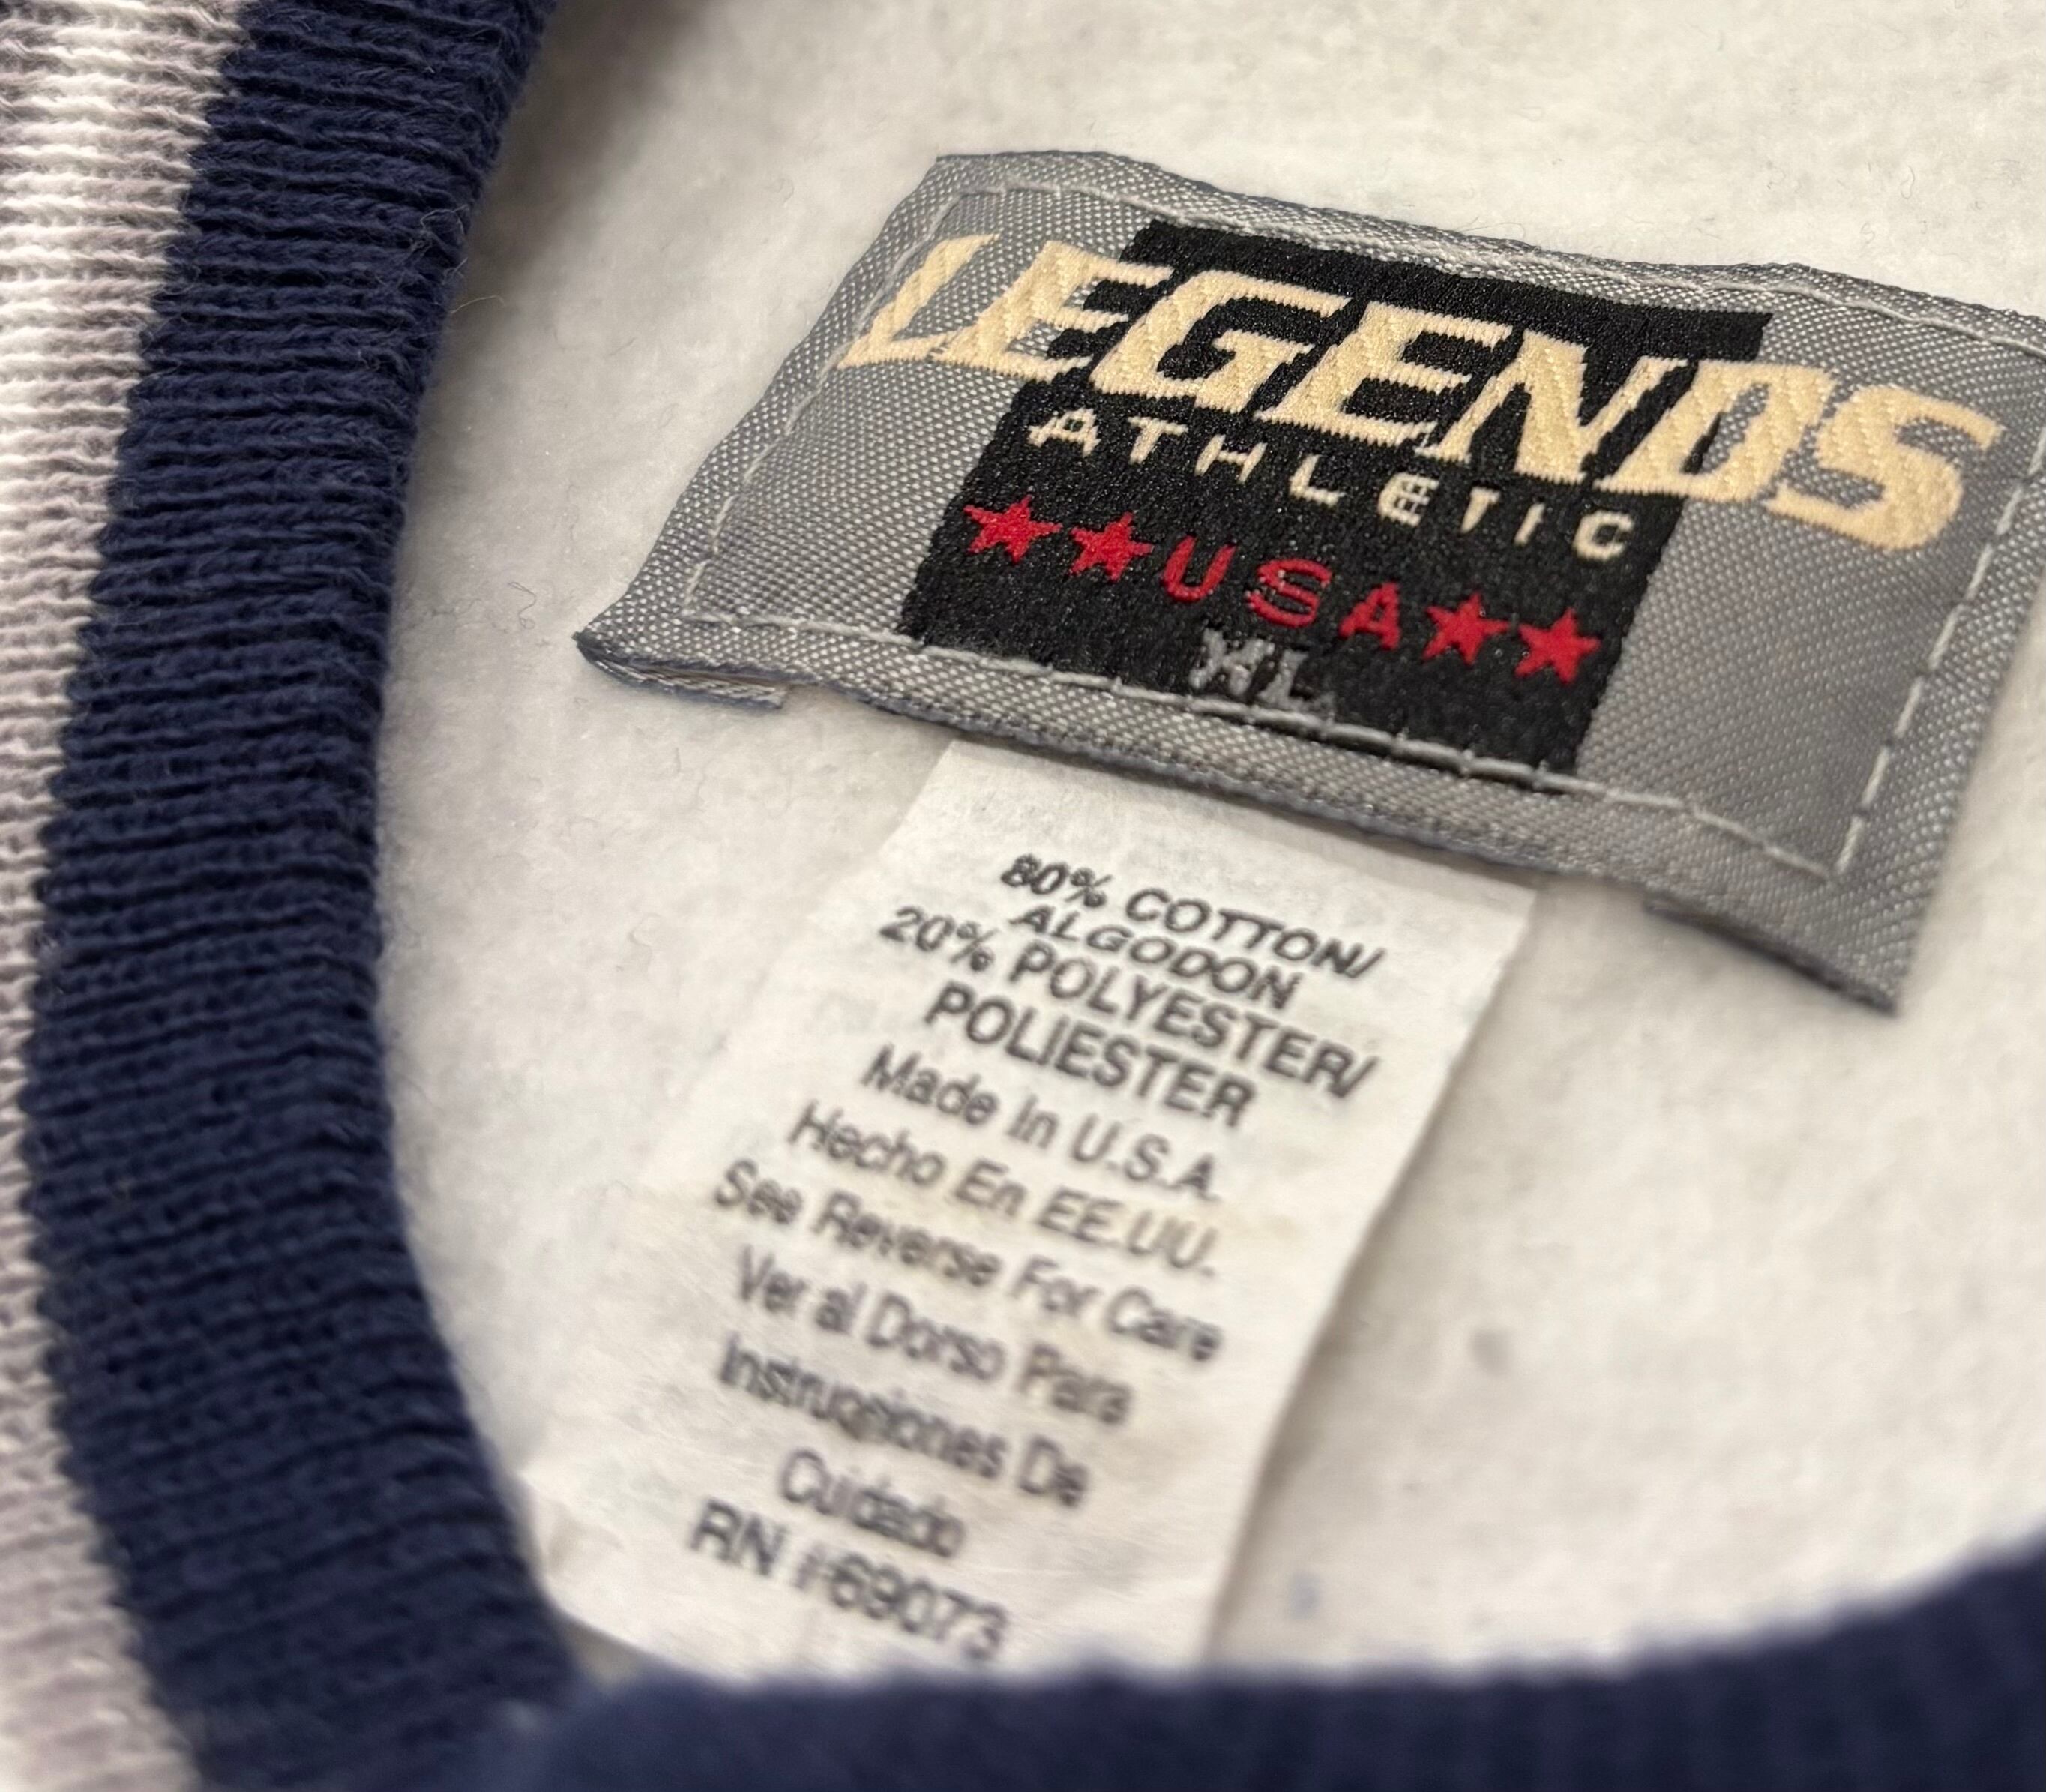 LEGENDS
ATHLETIC
★★USA★★
XL
80% COTTON/
ALGODON
20% POLYESTER/
POLIESTER
Made In U.S.A.
Hecho En EE.UU.
See Reverse For Care
Ver al Dorso Para
Instruqsiones De
Cuidado
RN #69073